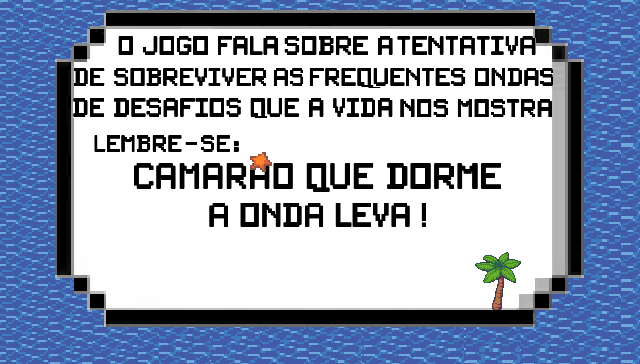 O JOGO FALA SOBRE A TENTATIVA
DE SOBREVIVER AS FREQUENTES ONDAS
DE DESAFIOS QUE A VIDA NOS MOSTRA
LEMBRE-SE:
CAMARAO QUE DORME
A ONDA LEVA!